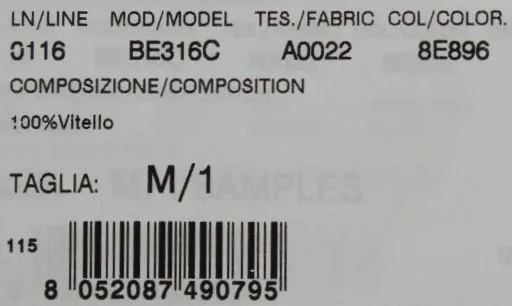 LN/LINE MOD/MODEL TES./FABRIC COL/COLOR.
0116 BE316C A0022 8E896
COMPOSIZIONE/COMPOSITION
100%Vitello
TAGLIA: M/1
115
8 052087 490795